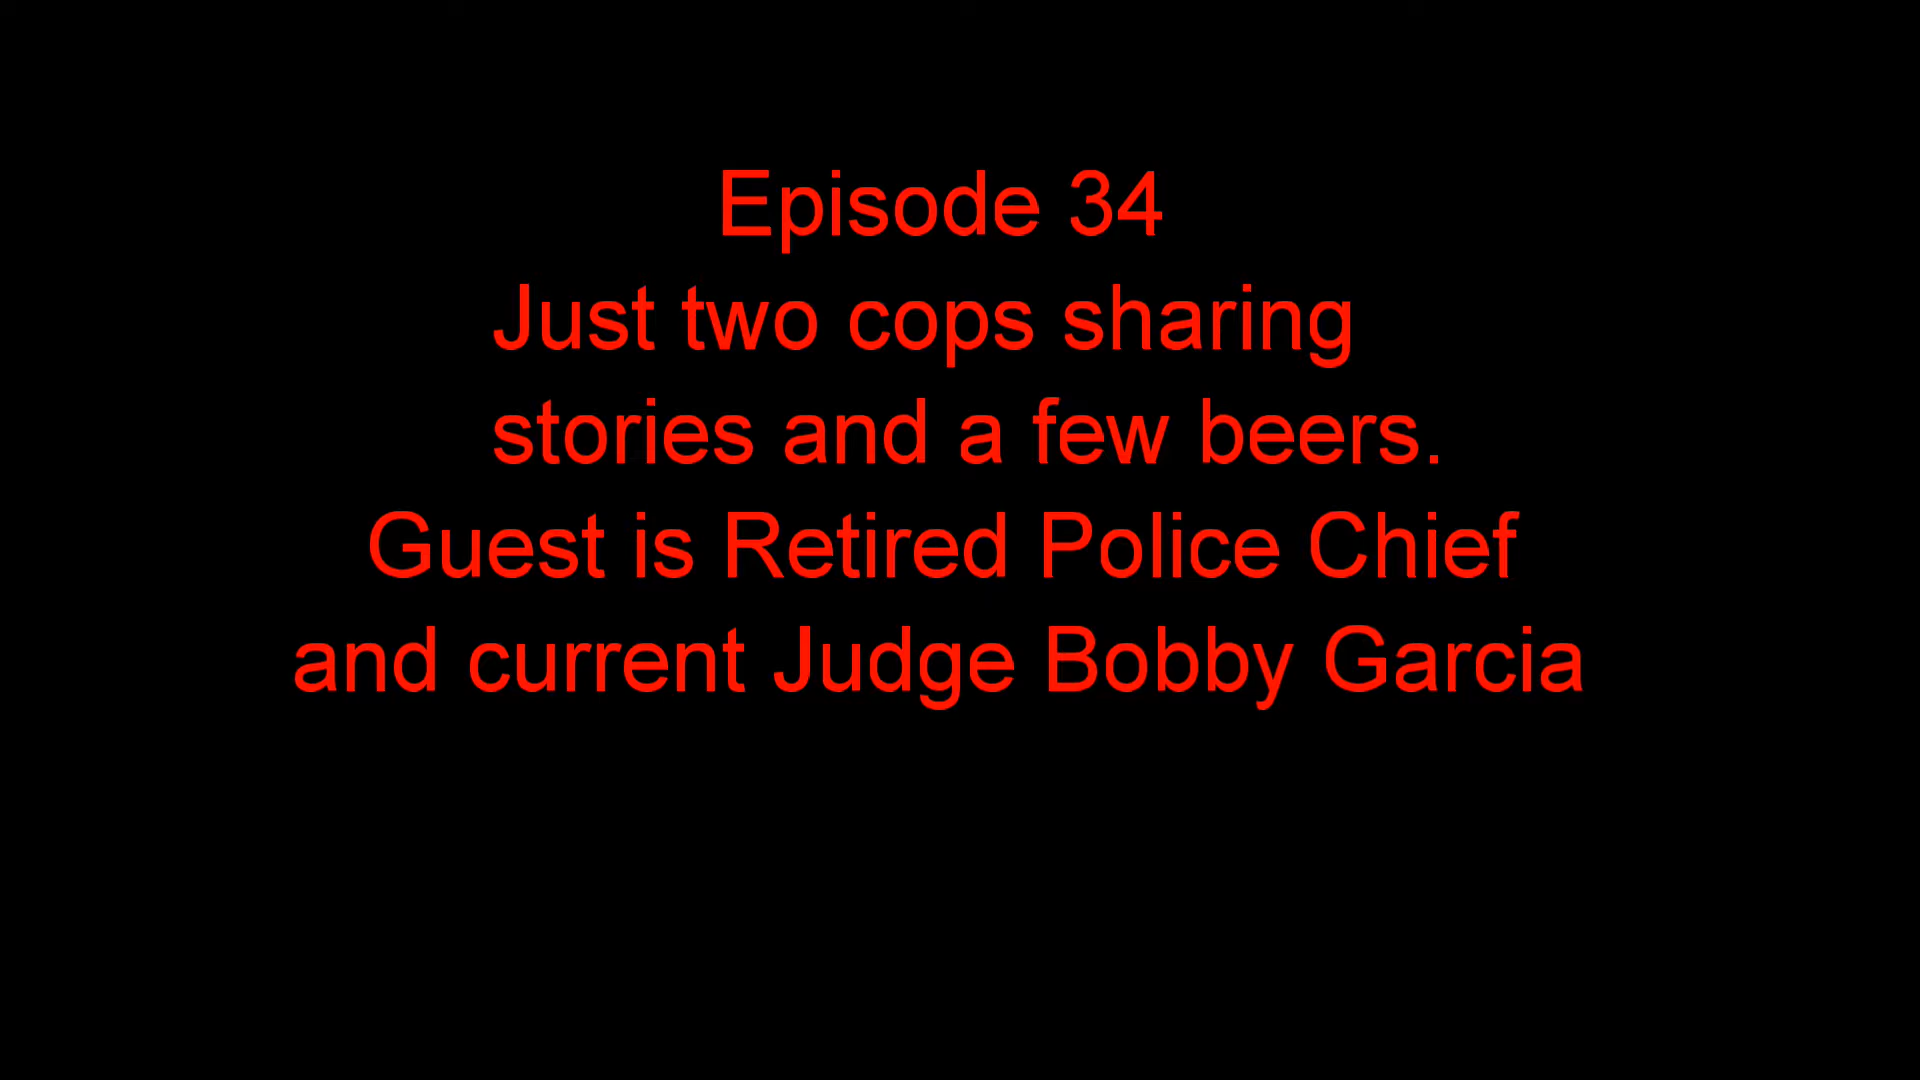 Episode 34
Just two cops sharing
stories and a few beers.
Guest is Retired Police Chief
and current Judge Bobby Garcia